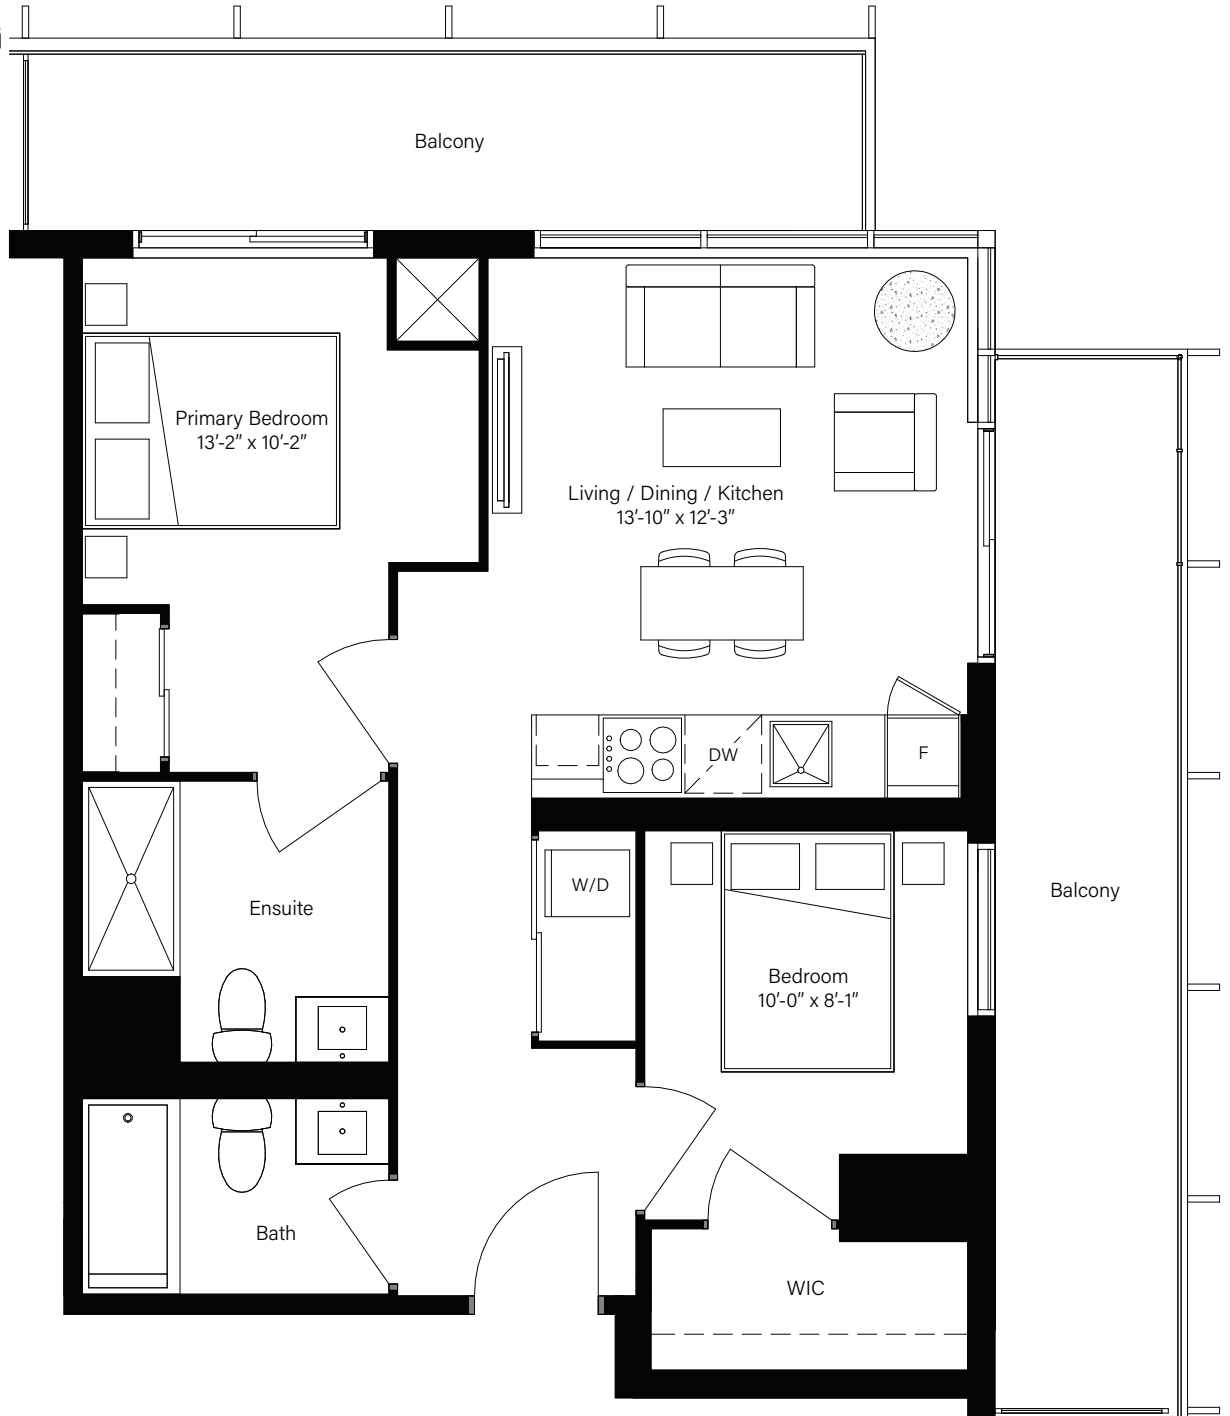 Balcony
Primary Bedroom
13'-2" x 10'-2"
Living / Dining / Kitchen
13'-10" x 12'-3"
DW
F
W/D
Balcony
Ensuite
Bedroom
10'-0" x 8'-1"
Bath
WIC